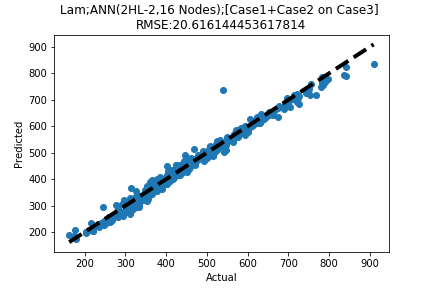 Lam;ANN(2HL-2,16 Nodes);[Case1+Case2 on Case3]
RMSE:20.616144453617814
900
800
700
600
500
400
300
200
Predicted
200 300 400 500 600 700 800 900
Actual